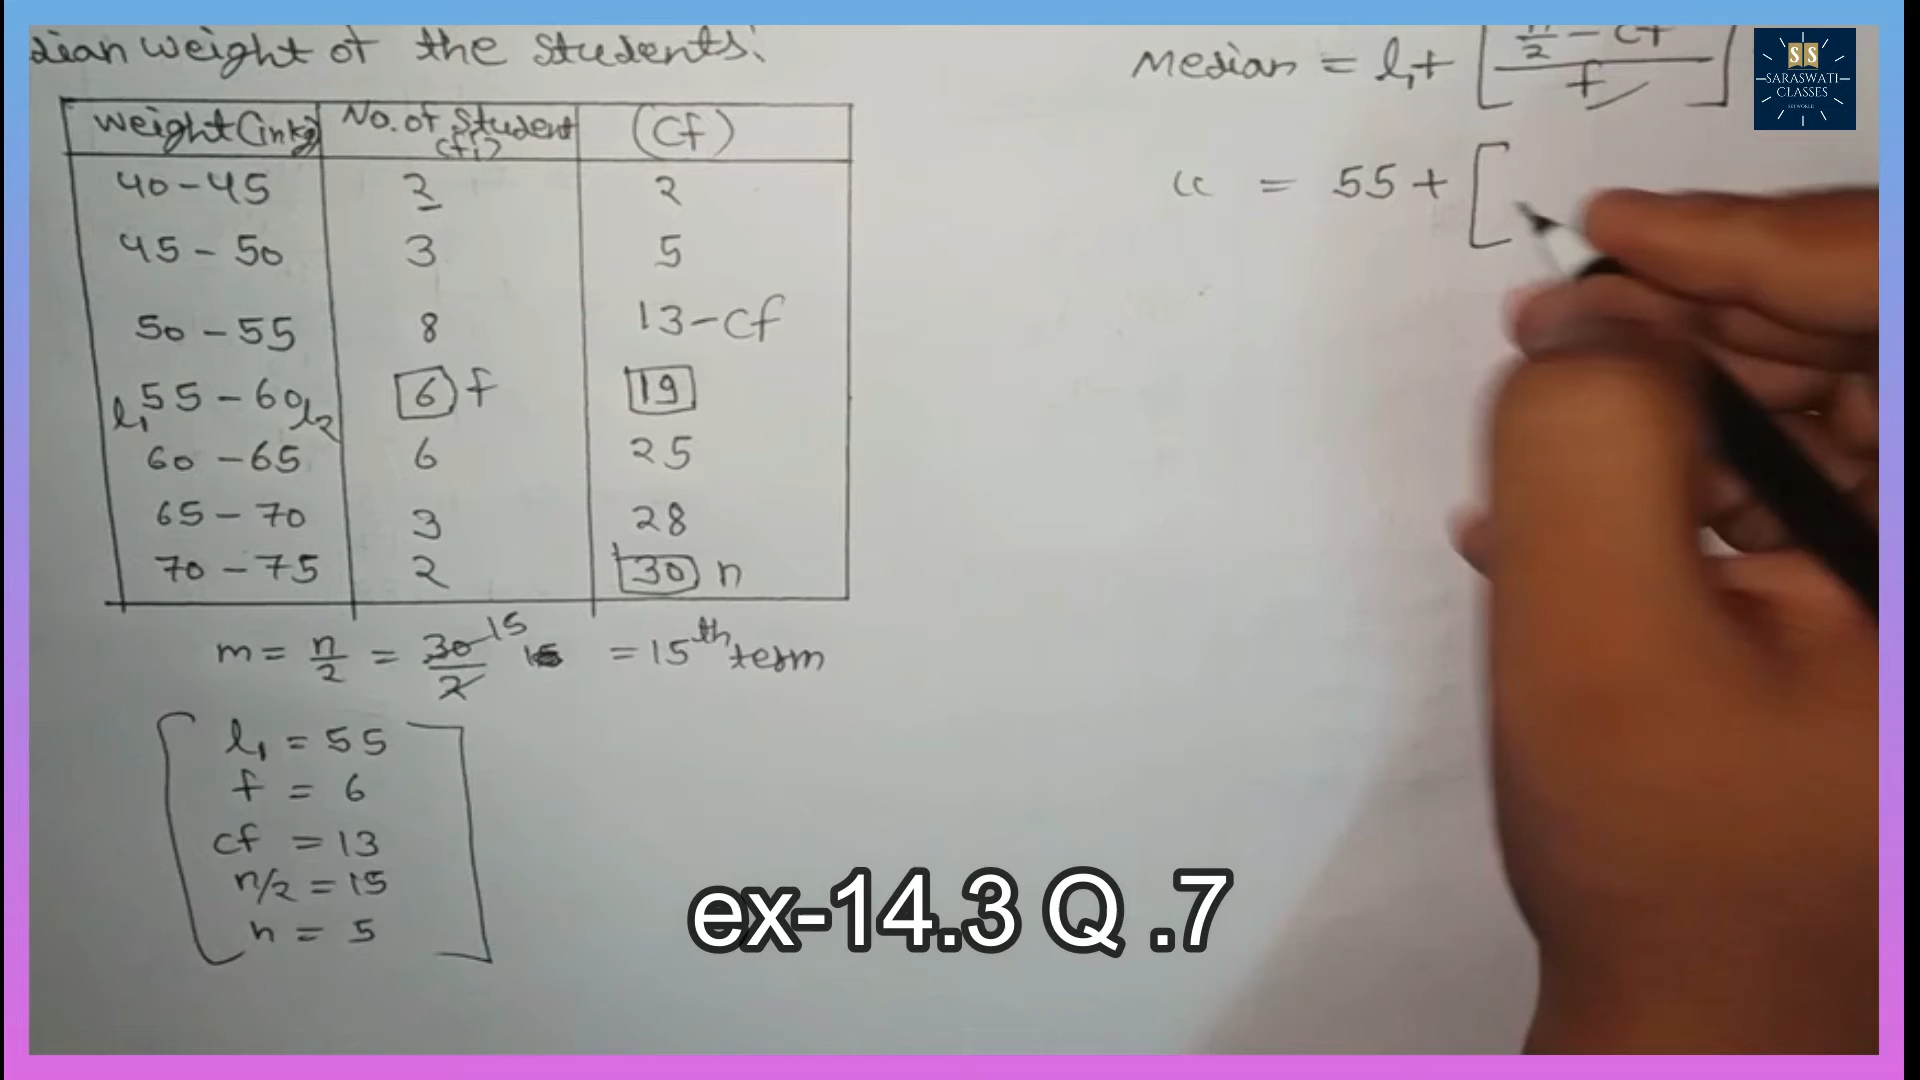 dian weight of the students.
Weight(in kg) No. of Student (fi) (Cf)
40-45 2 2
45-50 3 5
50-55 8 13-cf
l₁ 55-60 l₂ 6 f 19
60-65 6 25
65-70 3 28
70-75 2 30 n
m = n/2 = 30/2 15 = 15th term
l₁ = 55
f = 6
cf = 13
n/2 = 15
h = 5
Median = l₁+ [n/2 - cf / f]
" = 55 + [
SS
SARASWATI
CLASSES
ex-14.3 Q .7